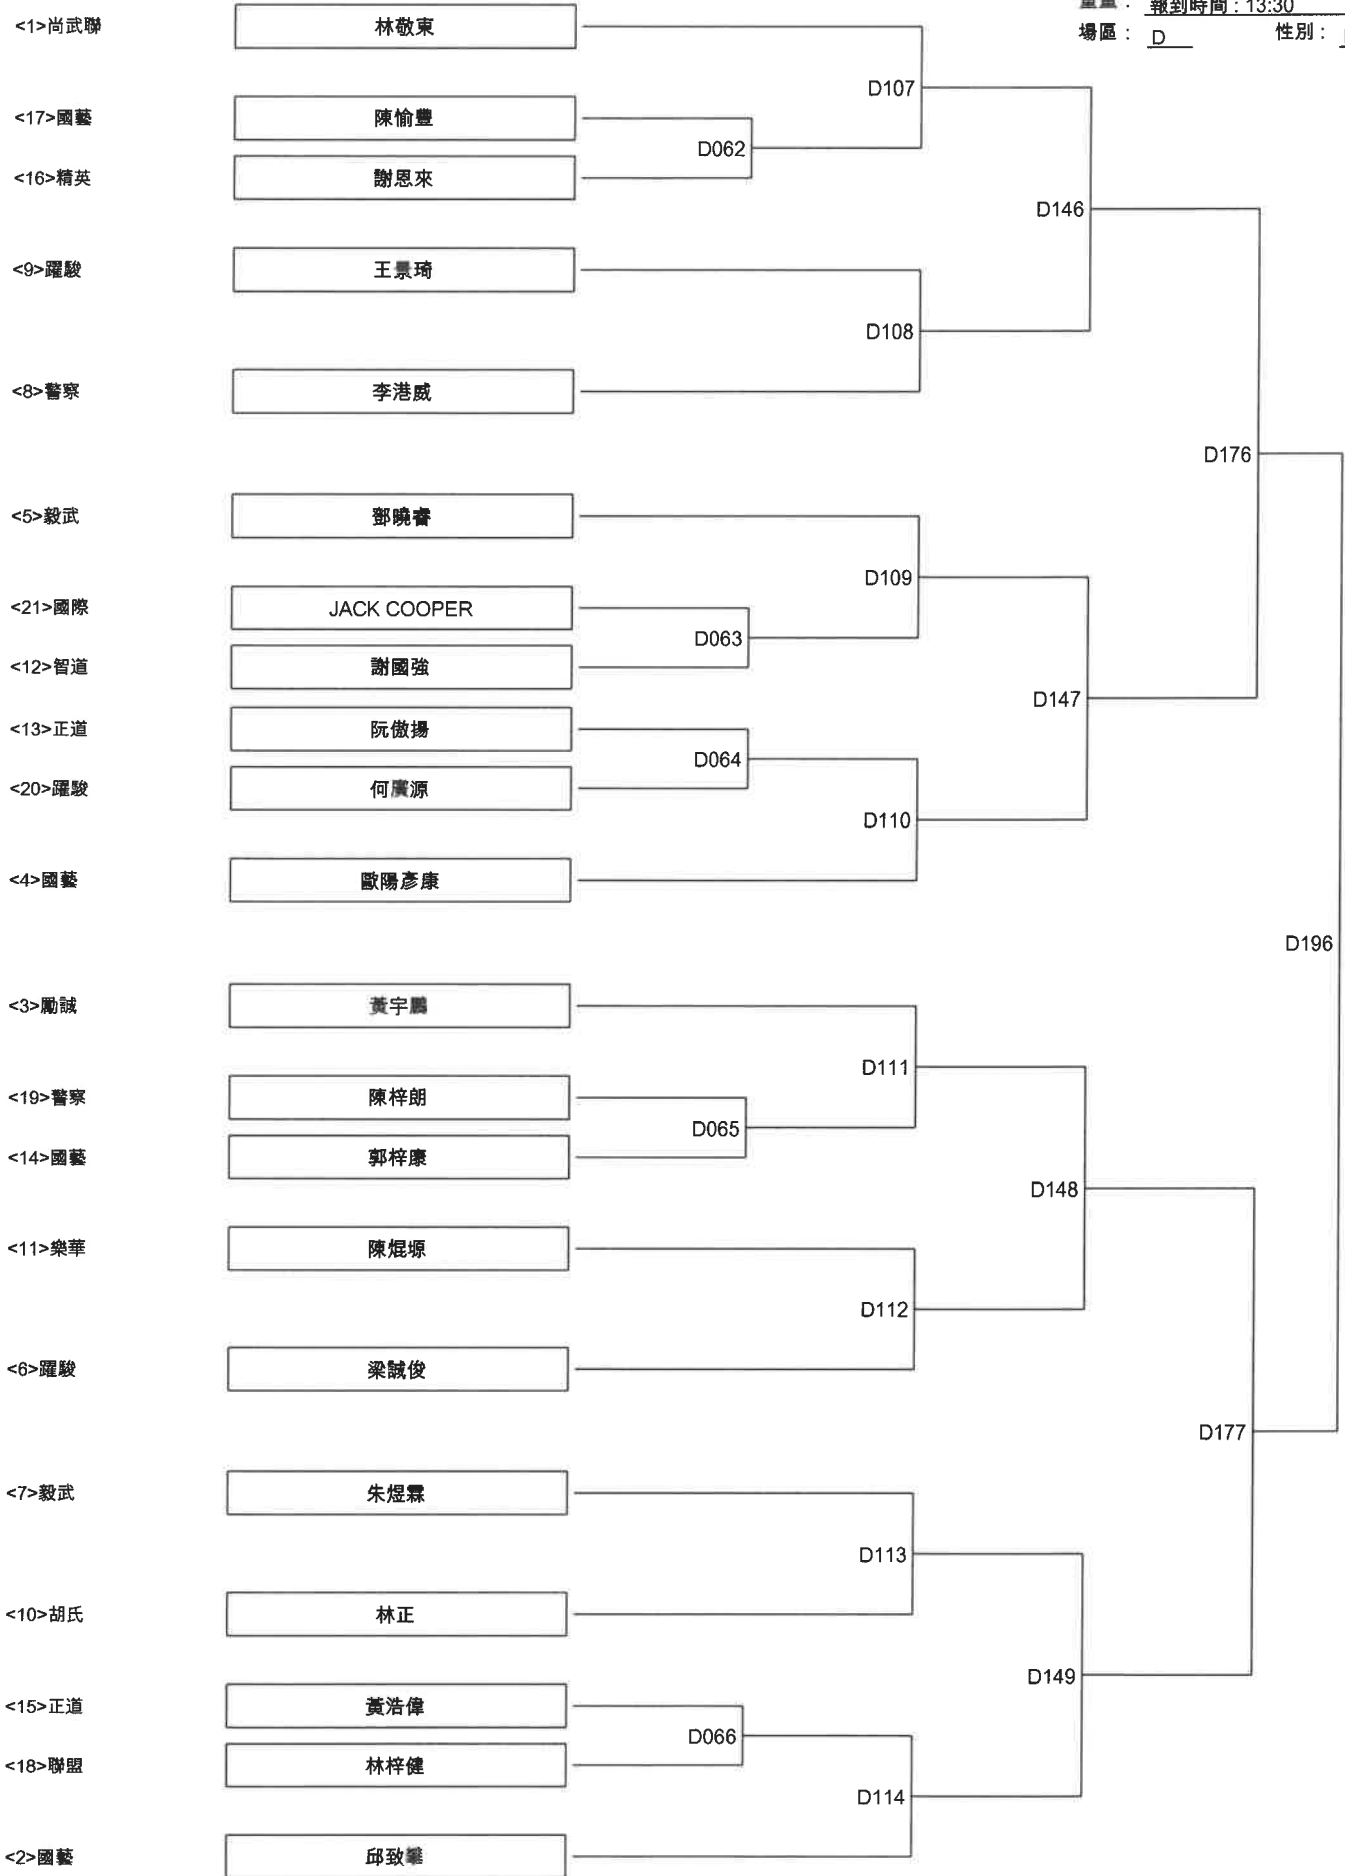 重量： 報到時間 : 13:30
場區： D 性別：
<1>尚武聯 林敬東
D107
<17>國藝 陳愉豐
D062
<16>精英 謝恩來
D146
<9>躍駿 王景琦
D108
<8>警察 李港威
D176
<5>毅武 鄧曉睿
D109
<21>國際 JACK COOPER
D063
<12>智道 謝國強
D147
<13>正道 阮傲揚
D064
<20>躍駿 何廣源
D110
<4>國藝 歐陽彥康
D196
<3>勵誠 黃宇鵬
D111
<19>警察 陳梓朗
D065
<14>國藝 郭梓康
D148
<11>樂華 陳焜塬
D112
<6>躍駿 梁誠俊
D177
<7>毅武 朱煜霖
D113
<10>胡氏 林正
D149
<15>正道 黃浩偉
D066
<18>聯盟 林梓健
D114
<2>國藝 邱致